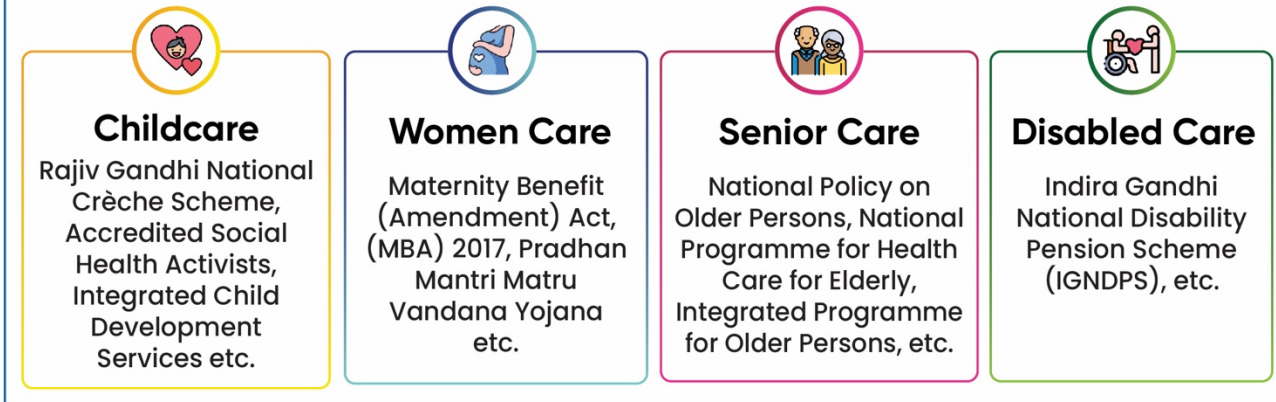 Childcare
Rajiv Gandhi National
Crèche Scheme,
Accredited Social
Health Activists,
Integrated Child
Development
Services etc.
Women Care
Maternity Benefit
(Amendment) Act,
(MBA) 2017, Pradhan
Mantri Matru
Vandana Yojana
etc.
Senior Care
National Policy on
Older Persons, National
Programme for Health
Care for Elderly,
Integrated Programme
for Older Persons, etc.
Disabled Care
Indira Gandhi
National Disability
Pension Scheme
(IGNDPS), etc.